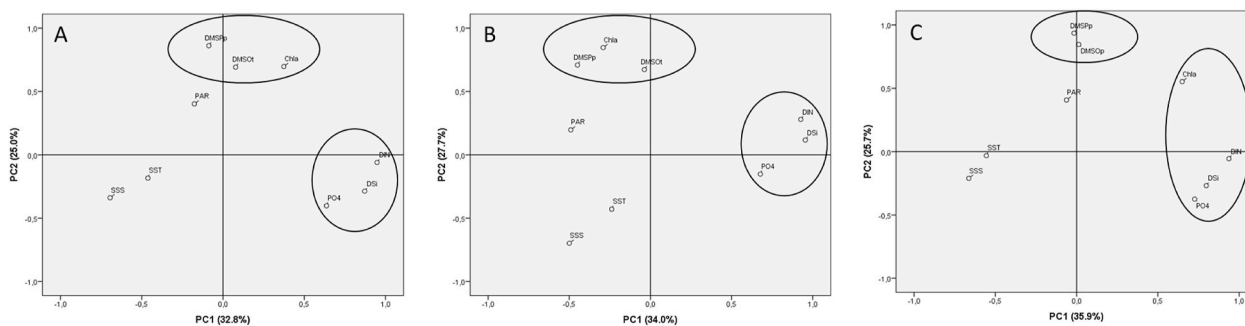 A
1,0
0,5
0,0
-0,5
-1,0
PC2 (25.0%)
DMSPp
DMSOt
Chla
PAR
SST
SSS
DIN
DSi
PO4
-1,0 -0,5 0,0 0,5 1,0
PC1 (32.8%)
B
1,0
0,5
0,0
-0,5
-1,0
PC2 (27.7%)
Chla
DMSPp
DMSOt
PAR
DIN
DSi
PO4
SST
SSS
-1,0 -0,5 0,0 0,5 1,0
PC1 (34.0%)
C
1,0
0,5
0,0
-0,5
-1,0
PC2 (25.7%)
DMSPp
DMSOp
Chla
PAR
SST
SSS
DIN
DSi
PO4
-1,0 -0,5 0,0 0,5 1,0
PC1 (35.9%)